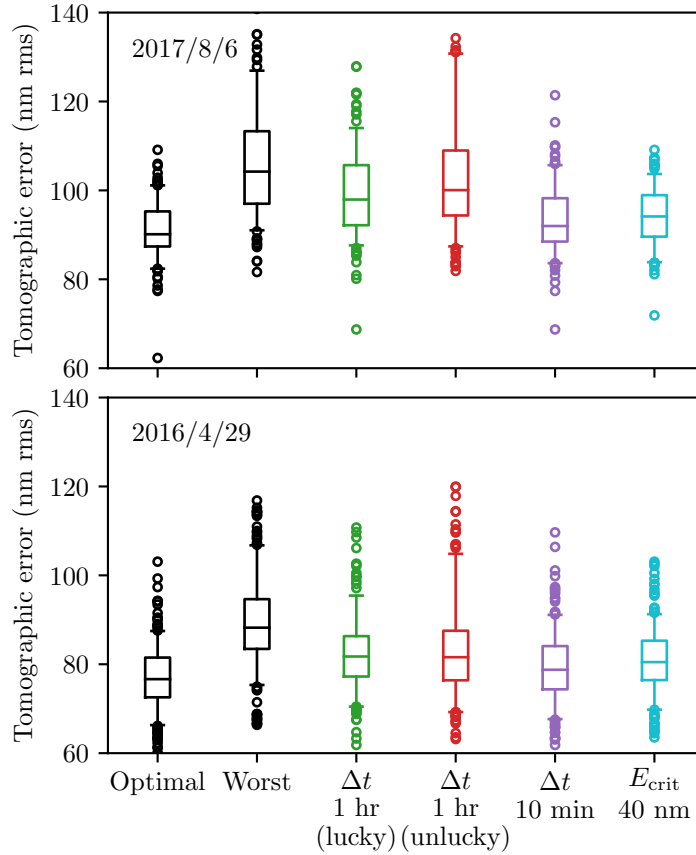 140
2017/8/6
120
100
80
60
Tomographic error (nm rms)
140
2016/4/29
120
100
80
60
Tomographic error (nm rms)
Optimal Worst Δt Δt Δt E_crit
1 hr 1 hr 10 min 40 nm
(lucky) (unlucky)